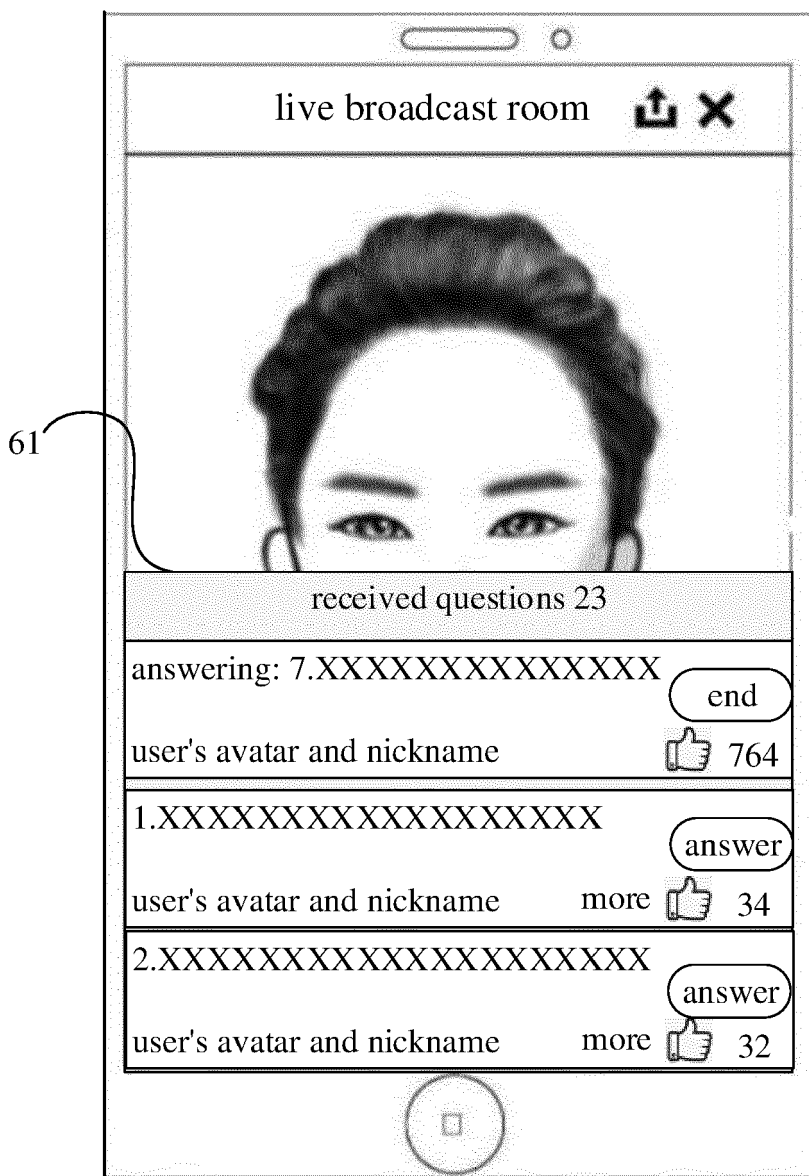 live broadcast room
61
received questions 23
answering: 7.XXXXXXXXXXXXXX
end
user's avatar and nickname 764
1.XXXXXXXXXXXXXXXXXX
answer
user's avatar and nickname more 34
2.XXXXXXXXXXXXXXXXXXXX
answer
user's avatar and nickname more 32